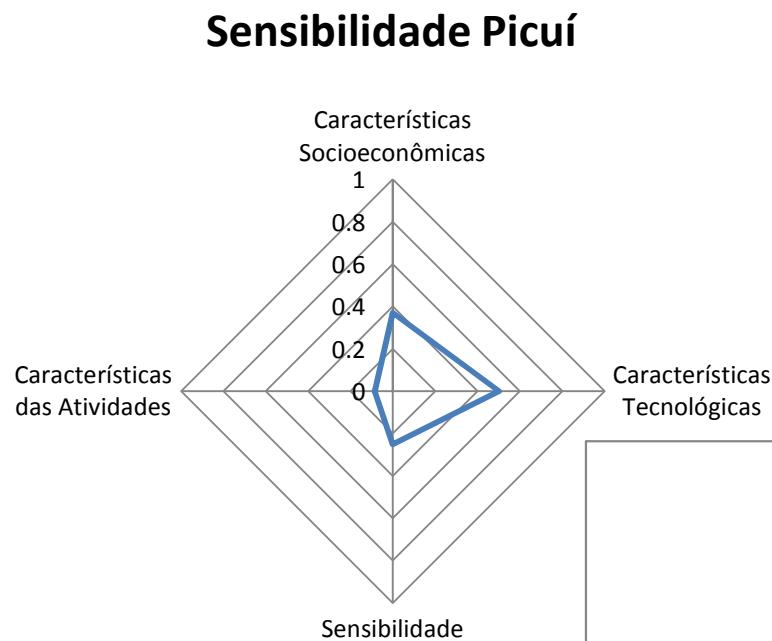 Sensibilidade Picuí
Características
Socioeconômicas
1
0.8
0.6
0.4
0.2
0
Características
das Atividades
Características
Tecnológicas
Sensibilidade